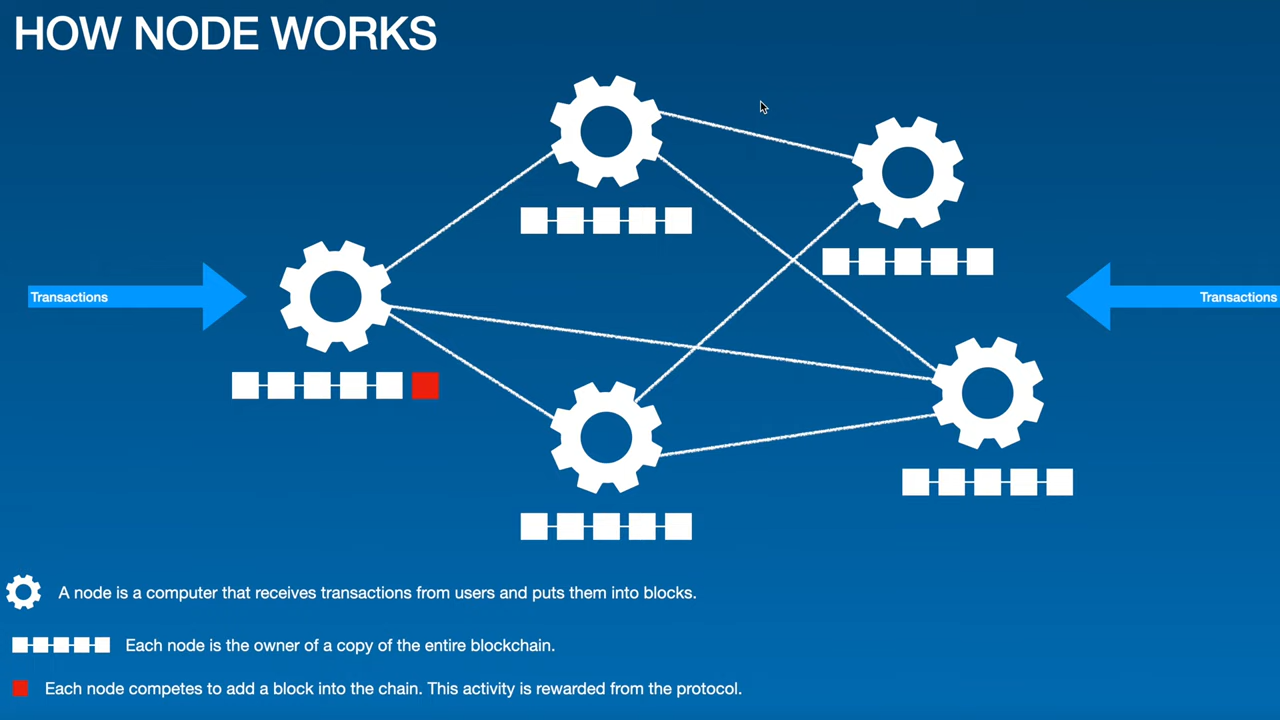 HOW NODE WORKS
Transactions
Transactions
A node is a computer that receives transactions from users and puts them into blocks.
Each node is the owner of a copy of the entire blockchain.
Each node competes to add a block into the chain. This activity is rewarded from the protocol.